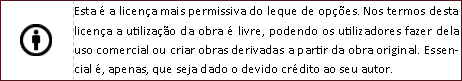 Esta é a licença mais permissiva do leque de opções. Nos termos desta
licença a utilização da obra é livre, podendo os utilizadores fazer dela
uso comercial ou criar obras derivadas a partir da obra original. Essen-
cial é, apenas, que seja dado o devido crédito ao seu autor.